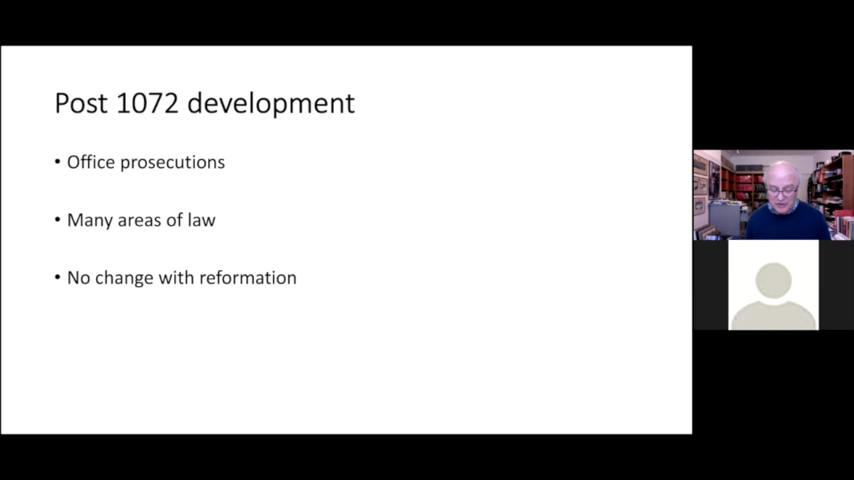 Post 1072 development
• Office prosecutions
• Many areas of law
• No change with reformation